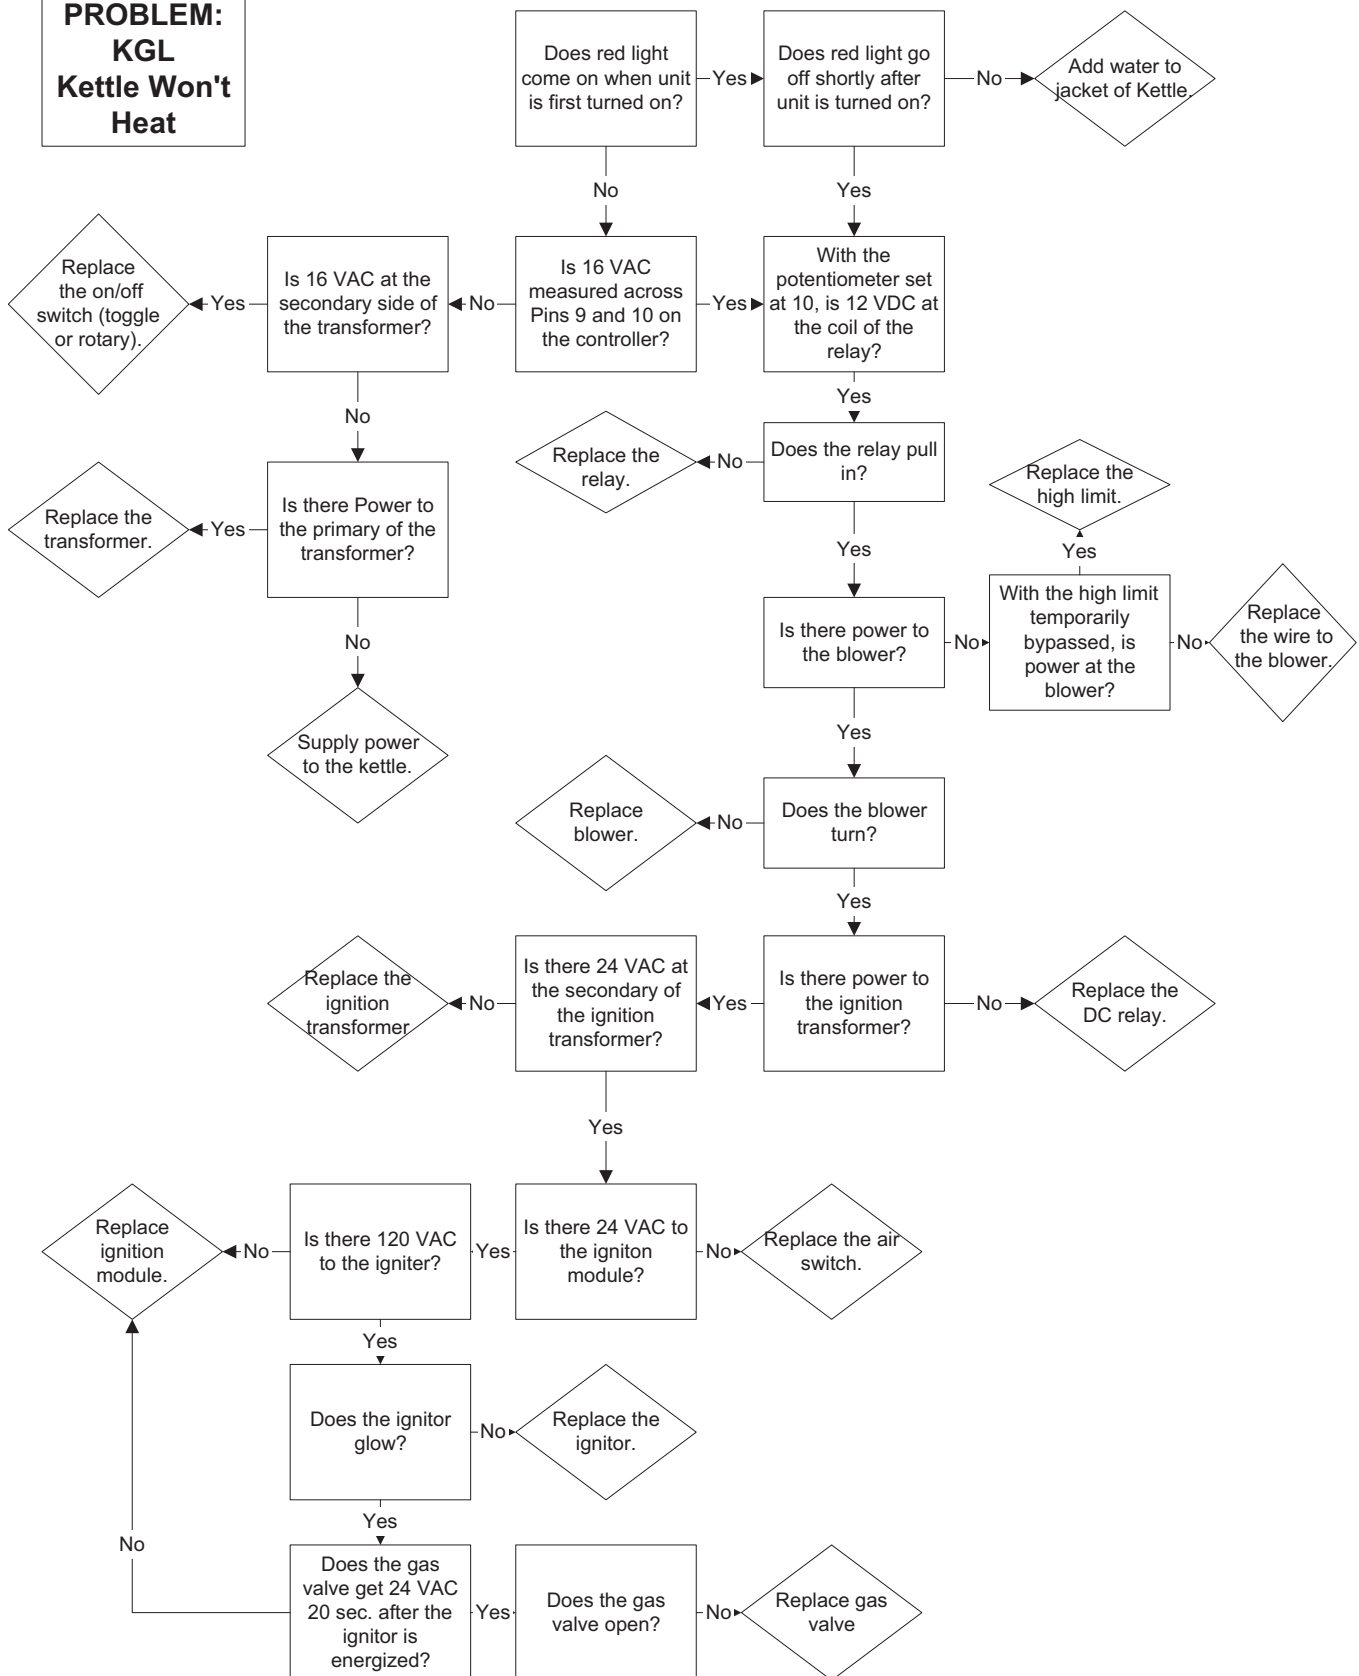 PROBLEM:
KGL
Kettle Won't
Heat
Does red light
come on when unit
is first turned on?
Yes
Does red light go
off shortly after
unit is turned on?
No
Add water to
jacket of Kettle.
No
Yes
Replace
the on/off
switch (toggle
or rotary).
Yes
Is 16 VAC at the
secondary side of
the transformer?
No
Is 16 VAC
measured across
Pins 9 and 10 on
the controller?
Yes
With the
potentiometer set
at 10, is 12 VDC at
the coil of the
relay?
No
Yes
Replace the
relay.
No
Does the relay pull
in?
Replace the
high limit.
Replace the
transformer.
Yes
Is there Power to
the primary of the
transformer?
Yes
Yes
No
Is there power to
the blower?
No
With the high limit
temporarily
bypassed, is
power at the
blower?
No
Replace
the wire to
the blower.
Supply power
to the kettle.
Yes
Replace
blower.
No
Does the blower
turn?
Yes
Replace the
ignition
transformer
No
Is there 24 VAC at
the secondary of
the ignition
transformer?
Yes
Is there power to
the ignition
transformer?
No
Replace the
DC relay.
Yes
Replace
ignition
module.
No
Is there 120 VAC
to the igniter?
Yes
Is there 24 VAC to
the igniton
module?
No
Replace the air
switch.
Yes
Does the ignitor
glow?
No
Replace the
ignitor.
Yes
No
Does the gas
valve get 24 VAC
20 sec. after the
ignitor is
energized?
Yes
Does the gas
valve open?
No
Replace gas
valve